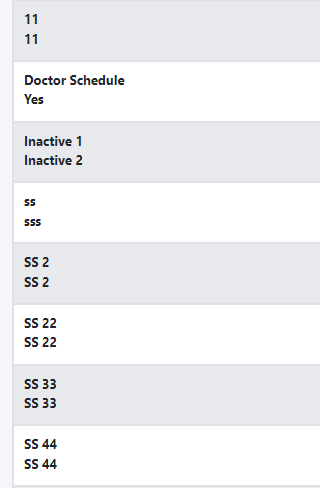 11
11
Doctor Schedule
Yes
Inactive 1
Inactive 2
ss
sss
SS 2
SS 2
SS 22
SS 22
SS 33
SS 33
SS 44
SS 44